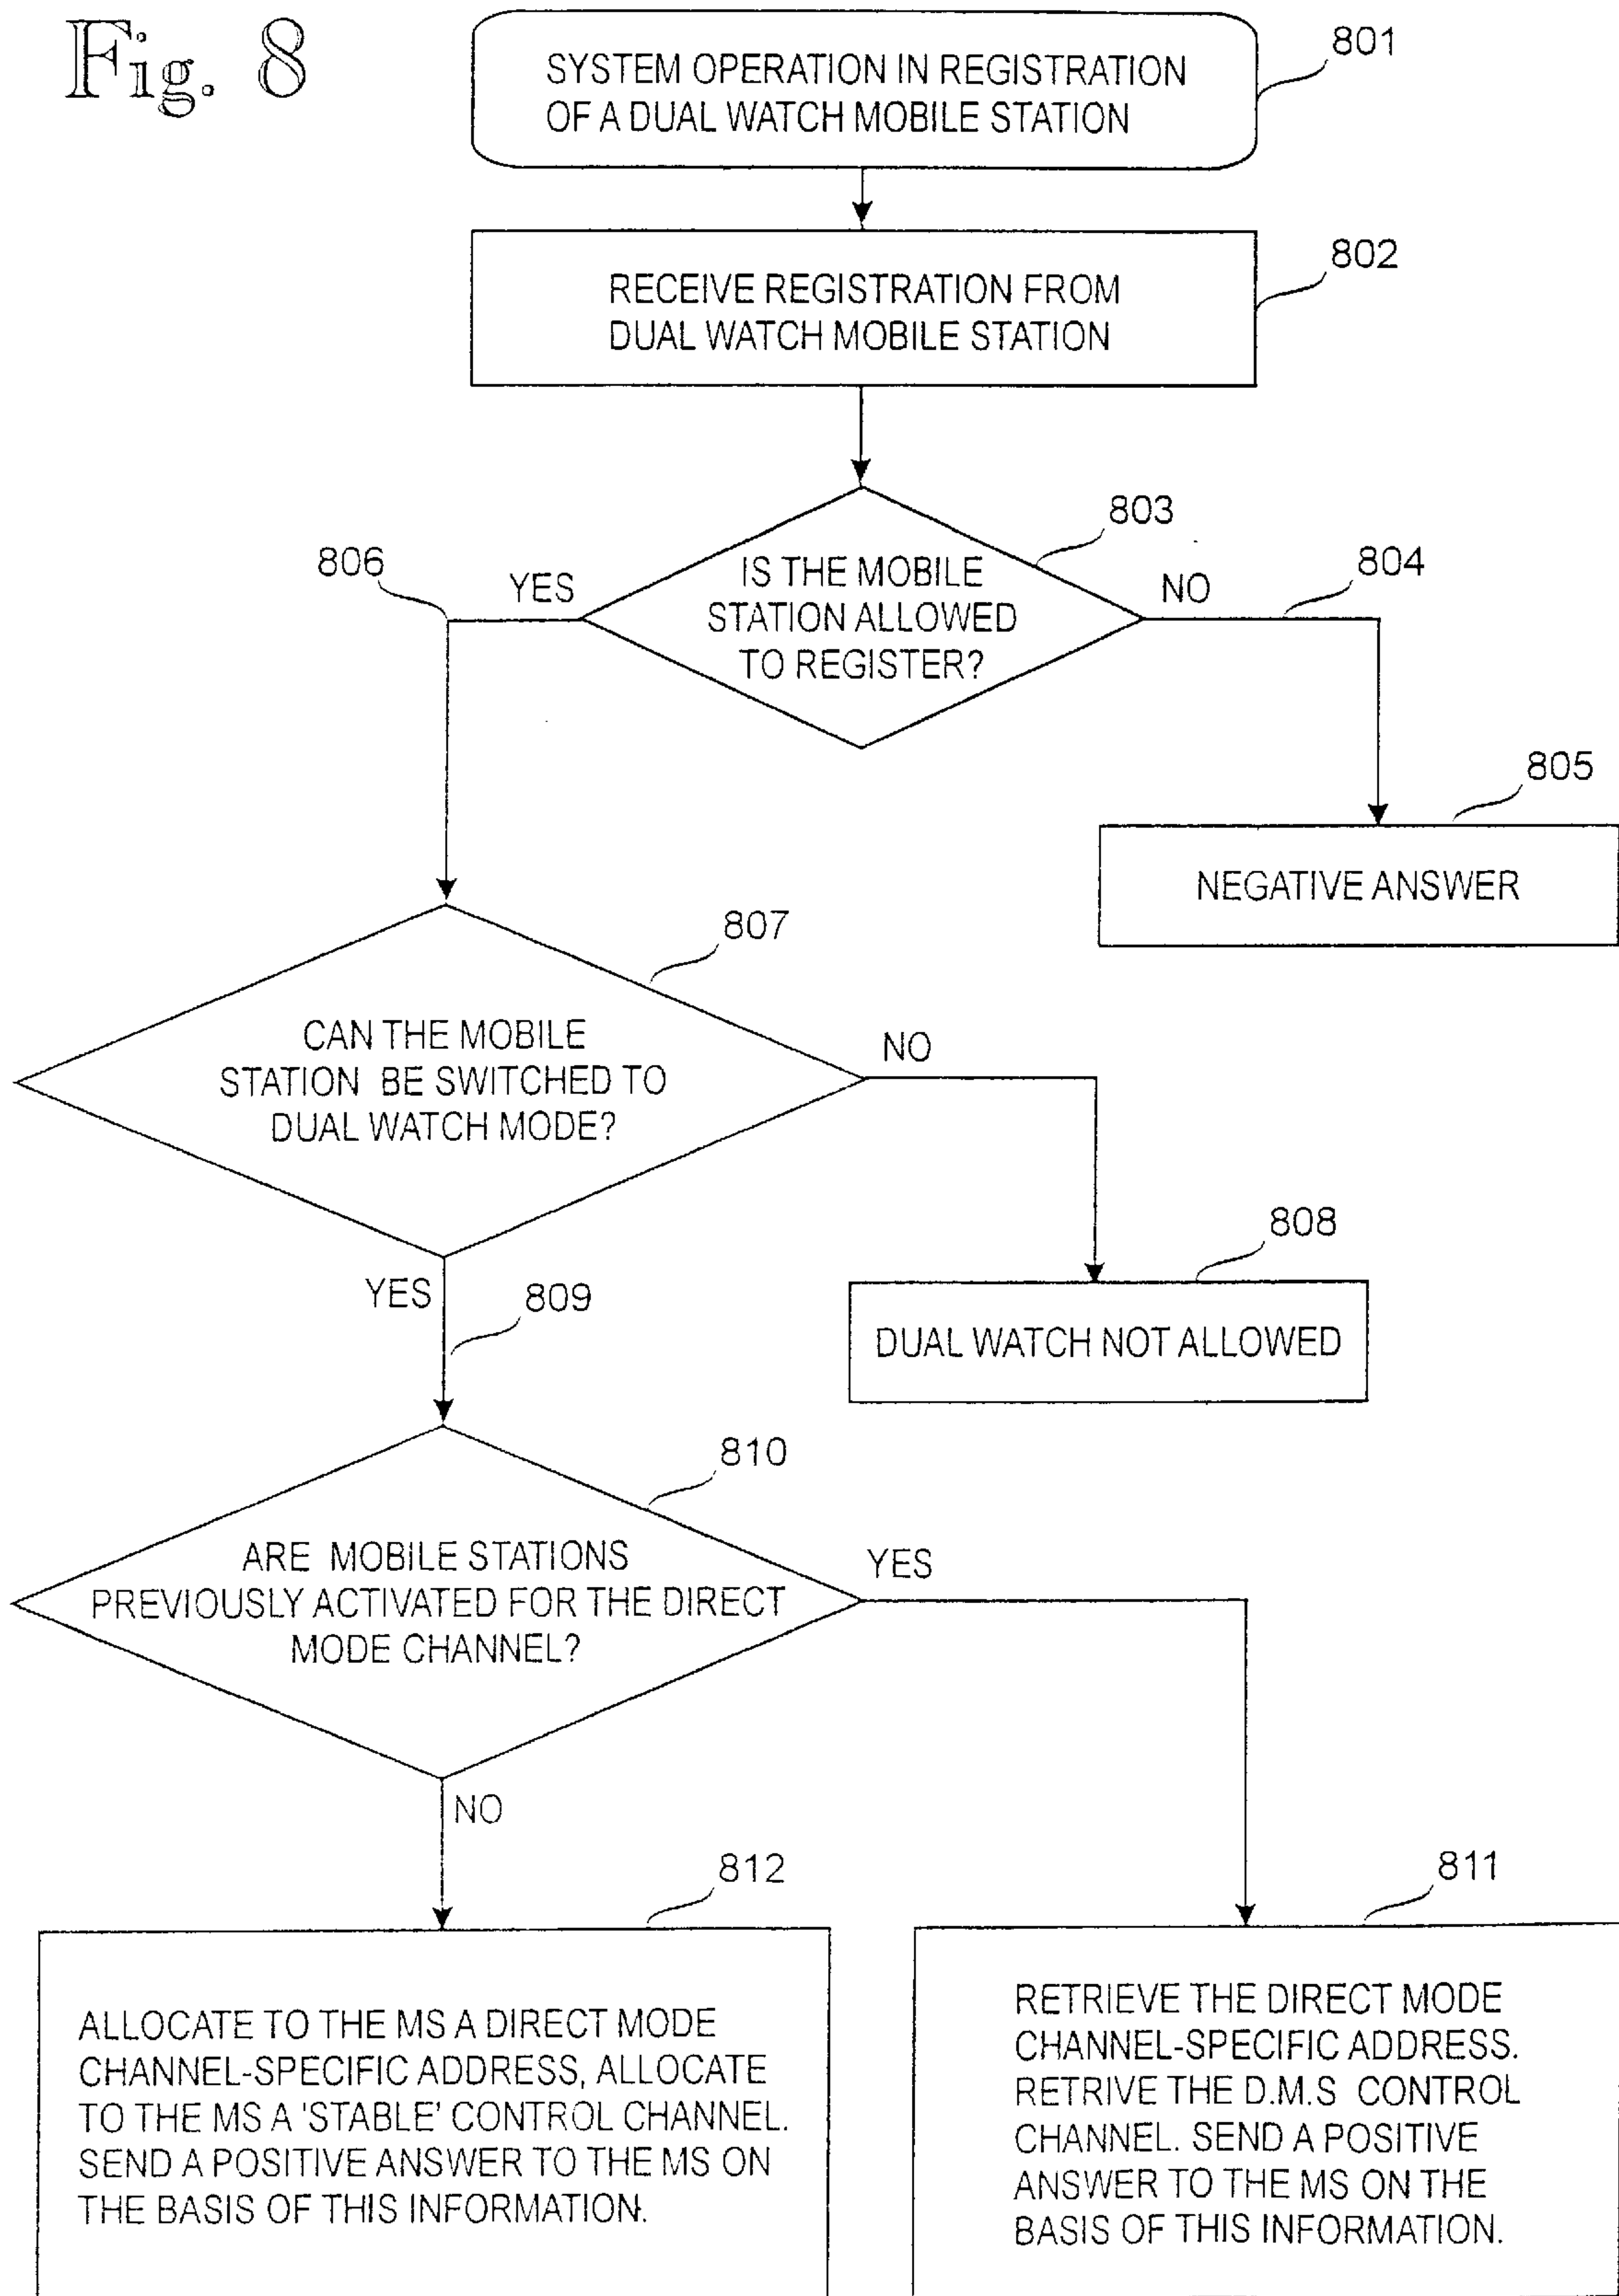 Fig. 8
801
SYSTEM OPERATION IN REGISTRATION
OF A DUAL WATCH MOBILE STATION
802
RECEIVE REGISTRATION FROM
DUAL WATCH MOBILE STATION
803
806
YES
IS THE MOBILE
STATION ALLOWED
TO REGISTER?
NO
804
805
NEGATIVE ANSWER
807
CAN THE MOBILE
STATION BE SWITCHED TO
DUAL WATCH MODE?
NO
808
YES
809
DUAL WATCH NOT ALLOWED
810
ARE MOBILE STATIONS
PREVIOUSLY ACTIVATED FOR THE DIRECT
MODE CHANNEL?
YES
NO
812
811
ALLOCATE TO THE MS A DIRECT MODE
CHANNEL-SPECIFIC ADDRESS, ALLOCATE
TO THE MS A 'STABLE' CONTROL CHANNEL.
SEND A POSITIVE ANSWER TO THE MS ON
THE BASIS OF THIS INFORMATION.
RETRIEVE THE DIRECT MODE
CHANNEL-SPECIFIC ADDRESS.
RETRIVE THE D.M.S CONTROL
CHANNEL. SEND A POSITIVE
ANSWER TO THE MS ON THE
BASIS OF THIS INFORMATION.